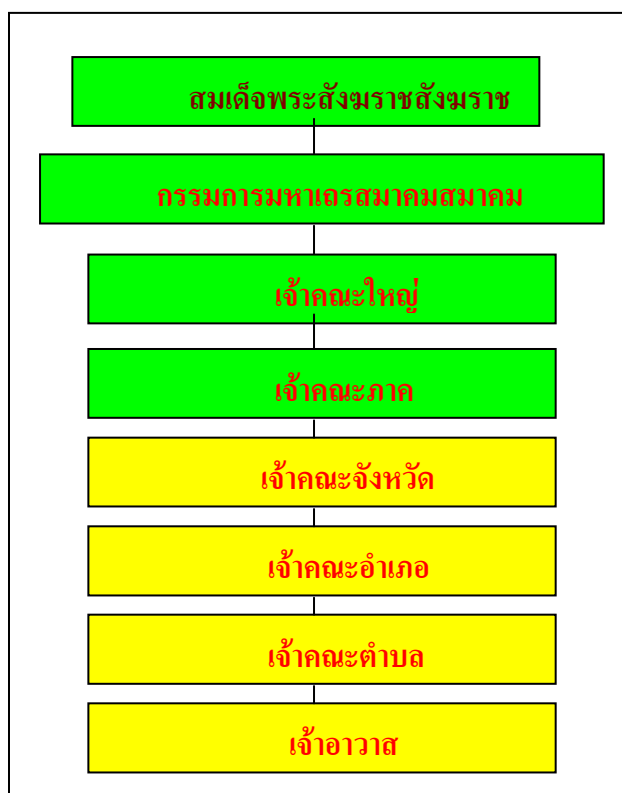 สมเด็จพระสังฆราชสังฆราช
กรรมการมหาเถรสมาคมสมาคม
เจ้าคณะใหญ่
เจ้าคณะภาค
เจ้าคณะจังหวัด
เจ้าคณะอำเภอ
เจ้าคณะตำบล
เจ้าอาวาส